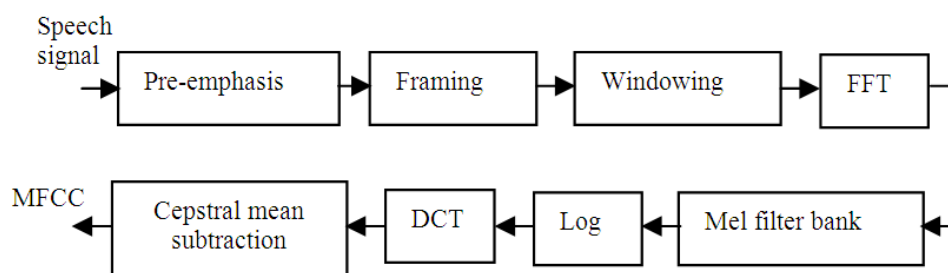 Speech
signal
Pre-emphasis
Framing
Windowing
FFT
MFCC
Cepstral mean
subtraction
DCT
Log
Mel filter bank